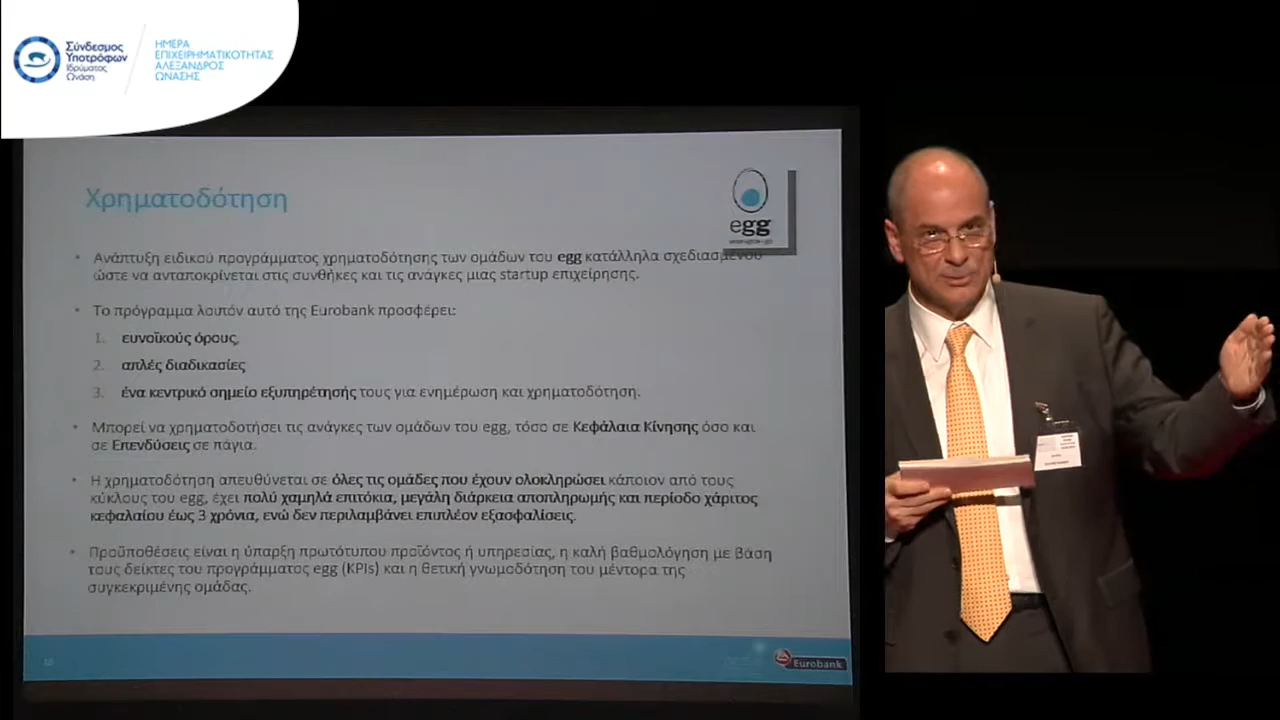 Σύνδεσμος
Υποτρόφων
Ιδρύματος
Ωνάση
ΗΜΕΡΑ
ΕΠΙΧΕΙΡΗΜΑΤΙΚΟΤΗΤΑΣ
ΑΛΕΞΑΝΔΡΟΣ
ΩΝΑΣΗΣ
Χρηματοδότηση
egg
• Ανάπτυξη ειδικού προγράμματος χρηματοδότησης των ομάδων του egg κατάλληλα σχεδιασμένου
ώστε να ανταποκρίνεται στις συνθήκες και τις ανάγκες μιας startup επιχείρησης.
• Το πρόγραμμα λοιπόν αυτό της Eurobank προσφέρει:
1. ευνοϊκούς όρους,
2. απλές διαδικασίες
3. ένα κεντρικό σημείο εξυπηρέτησής τους για ενημέρωση και χρηματοδότηση.
• Μπορεί να χρηματοδοτήσει τις ανάγκες των ομάδων του egg, τόσο σε Κεφάλαια Κίνησης όσο και
σε Επενδύσεις σε πάγια.
• Η χρηματοδότηση απευθύνεται σε όλες τις ομάδες που έχουν ολοκληρώσει κάποιον από τους
κύκλους του egg, έχει πολύ χαμηλά επιτόκια, μεγάλη διάρκεια αποπληρωμής και περίοδο χάριτος
κεφαλαίου έως 3 χρόνια, ενώ δεν περιλαμβάνει επιπλέον εξασφαλίσεις.
• Προϋποθέσεις είναι η ύπαρξη πρωτότυπου προϊόντος ή υπηρεσίας, η καλή βαθμολόγηση με βάση
τους δείκτες του προγράμματος egg (KPIs) και η θετική γνωμοδότηση του μέντορα της
συγκεκριμένης ομάδας.
Eurobank